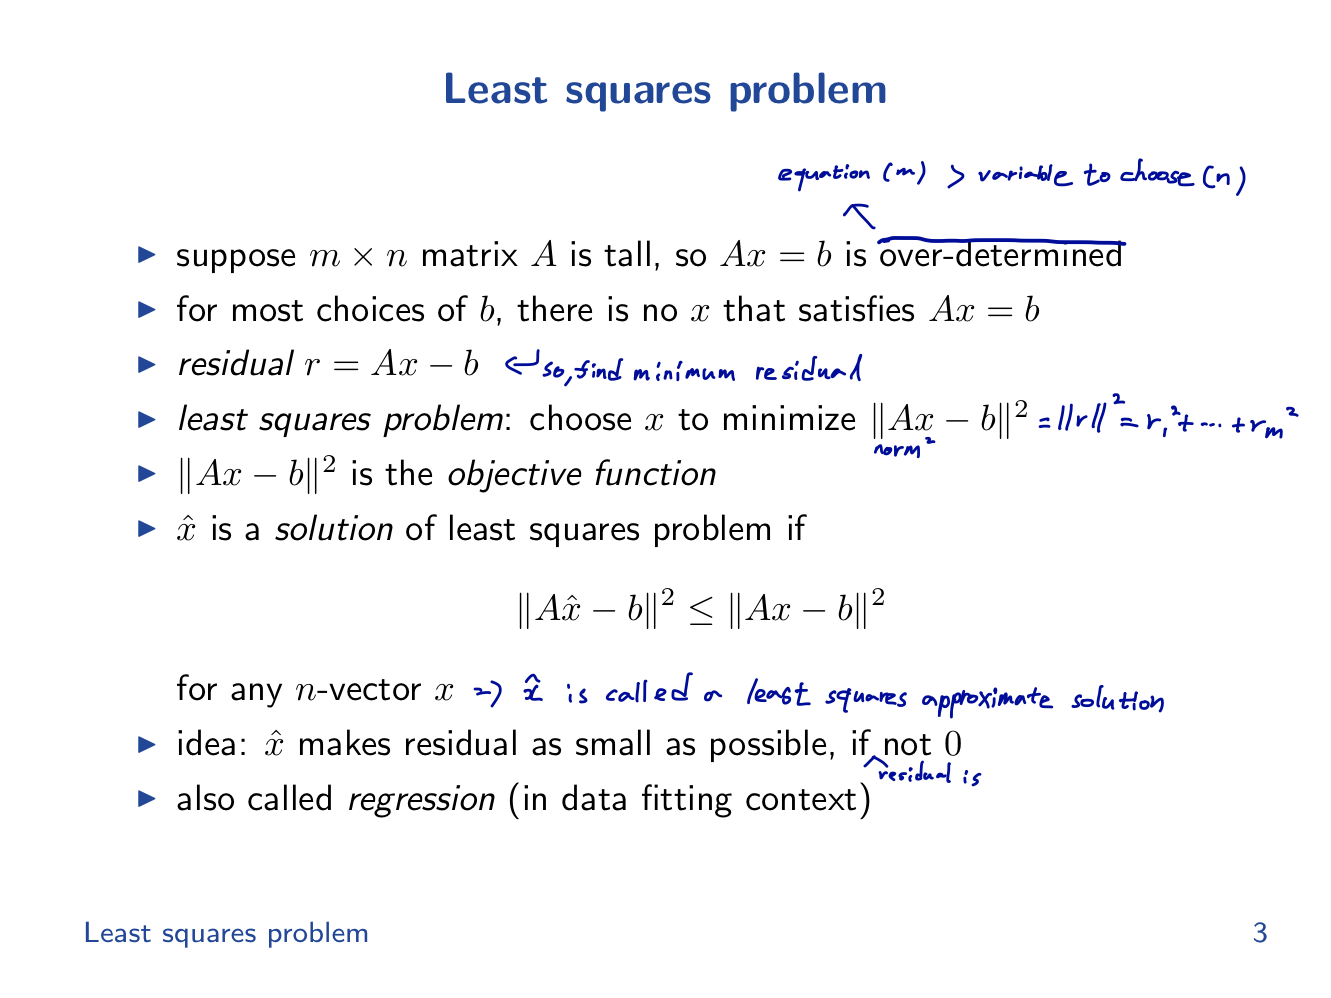 Least squares problem
equation (m) > variable to choose (n)
▶ suppose m × n matrix A is tall, so Ax = b is over-determined
▶ for most choices of b, there is no x that satisfies Ax = b
▶ residual r = Ax − b ↩ so, find minimum residual
▶ least squares problem: choose x to minimize ‖Ax − b‖² = ‖r‖² = r₁² + ... + rₘ²
norm²
▶ ‖Ax − b‖² is the objective function
▶ x̂ is a solution of least squares problem if
‖Ax̂ − b‖² ≤ ‖Ax − b‖²
for any n-vector x → x̂ is called a least squares approximate solution
▶ idea: x̂ makes residual as small as possible, if not 0
residual is
▶ also called regression (in data fitting context)
Least squares problem 3